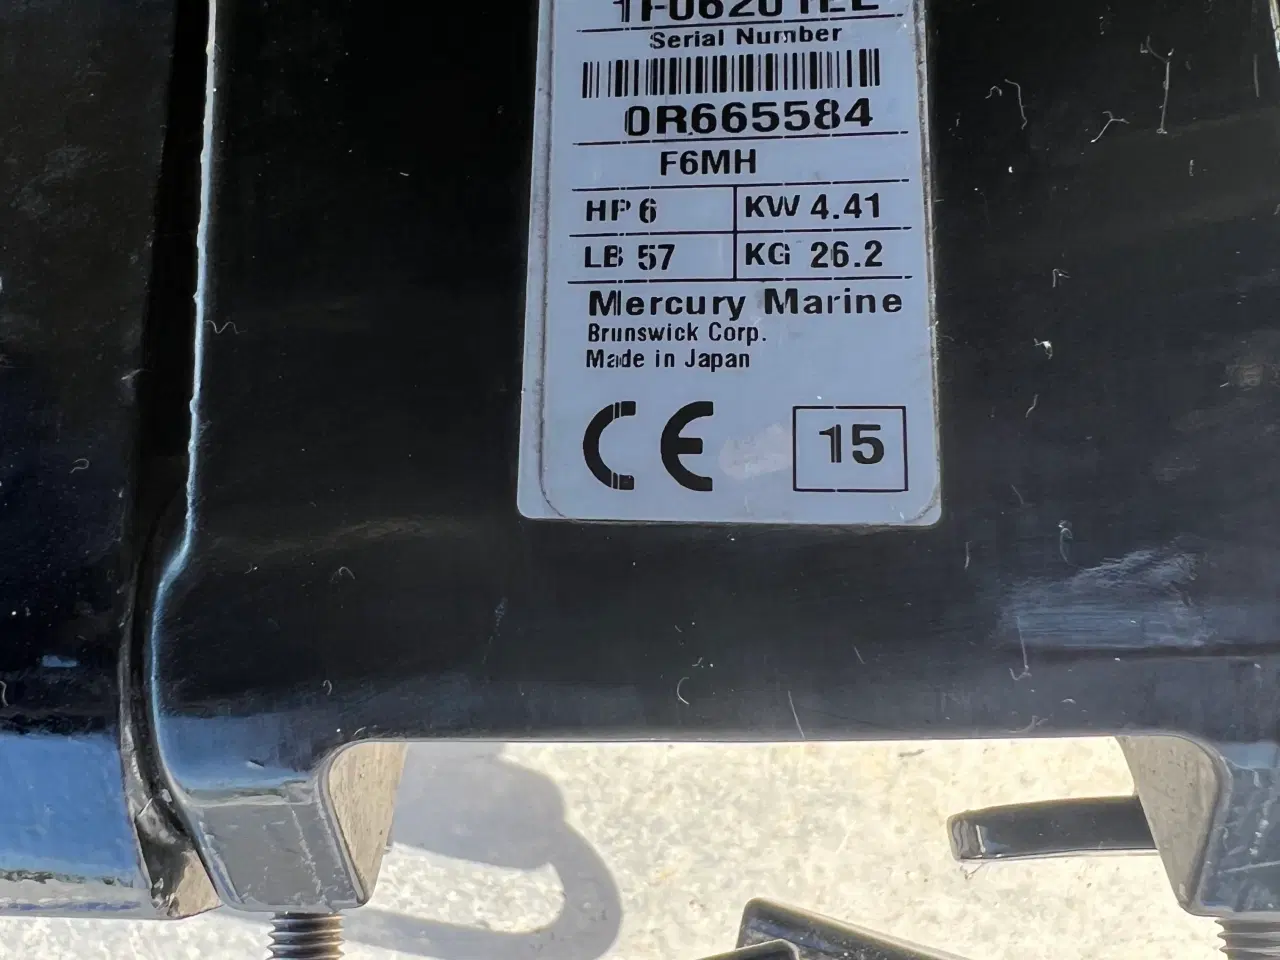 1F06201EL
Serial Number
0R665584
F6MH
HP 6 KW 4.41
LB 57 KG 26.2
Mercury Marine
Brunswick Corp.
Made in Japan
CE 15